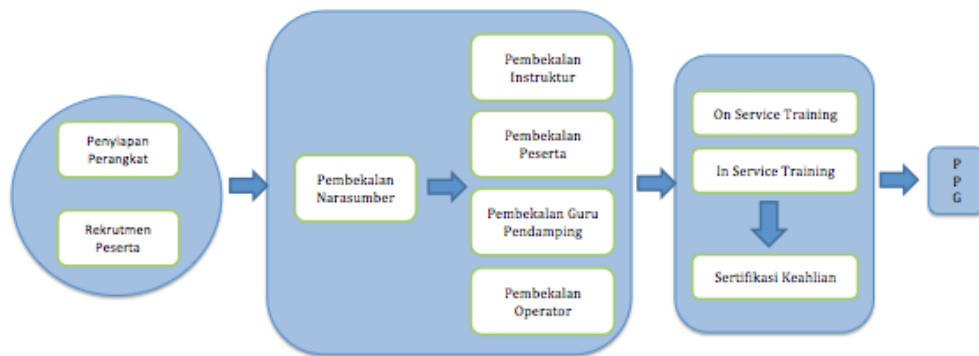 Penyiapan
Perangkat
Rekrutmen
Peserta
Pembekalan
Narasumber
Pembekalan
Instruktur
Pembekalan
Peserta
Pembekalan Guru
Pendamping
Pembekalan
Operator
On Service Training
In Service Training
Sertifikasi Keahlian
P
P
G